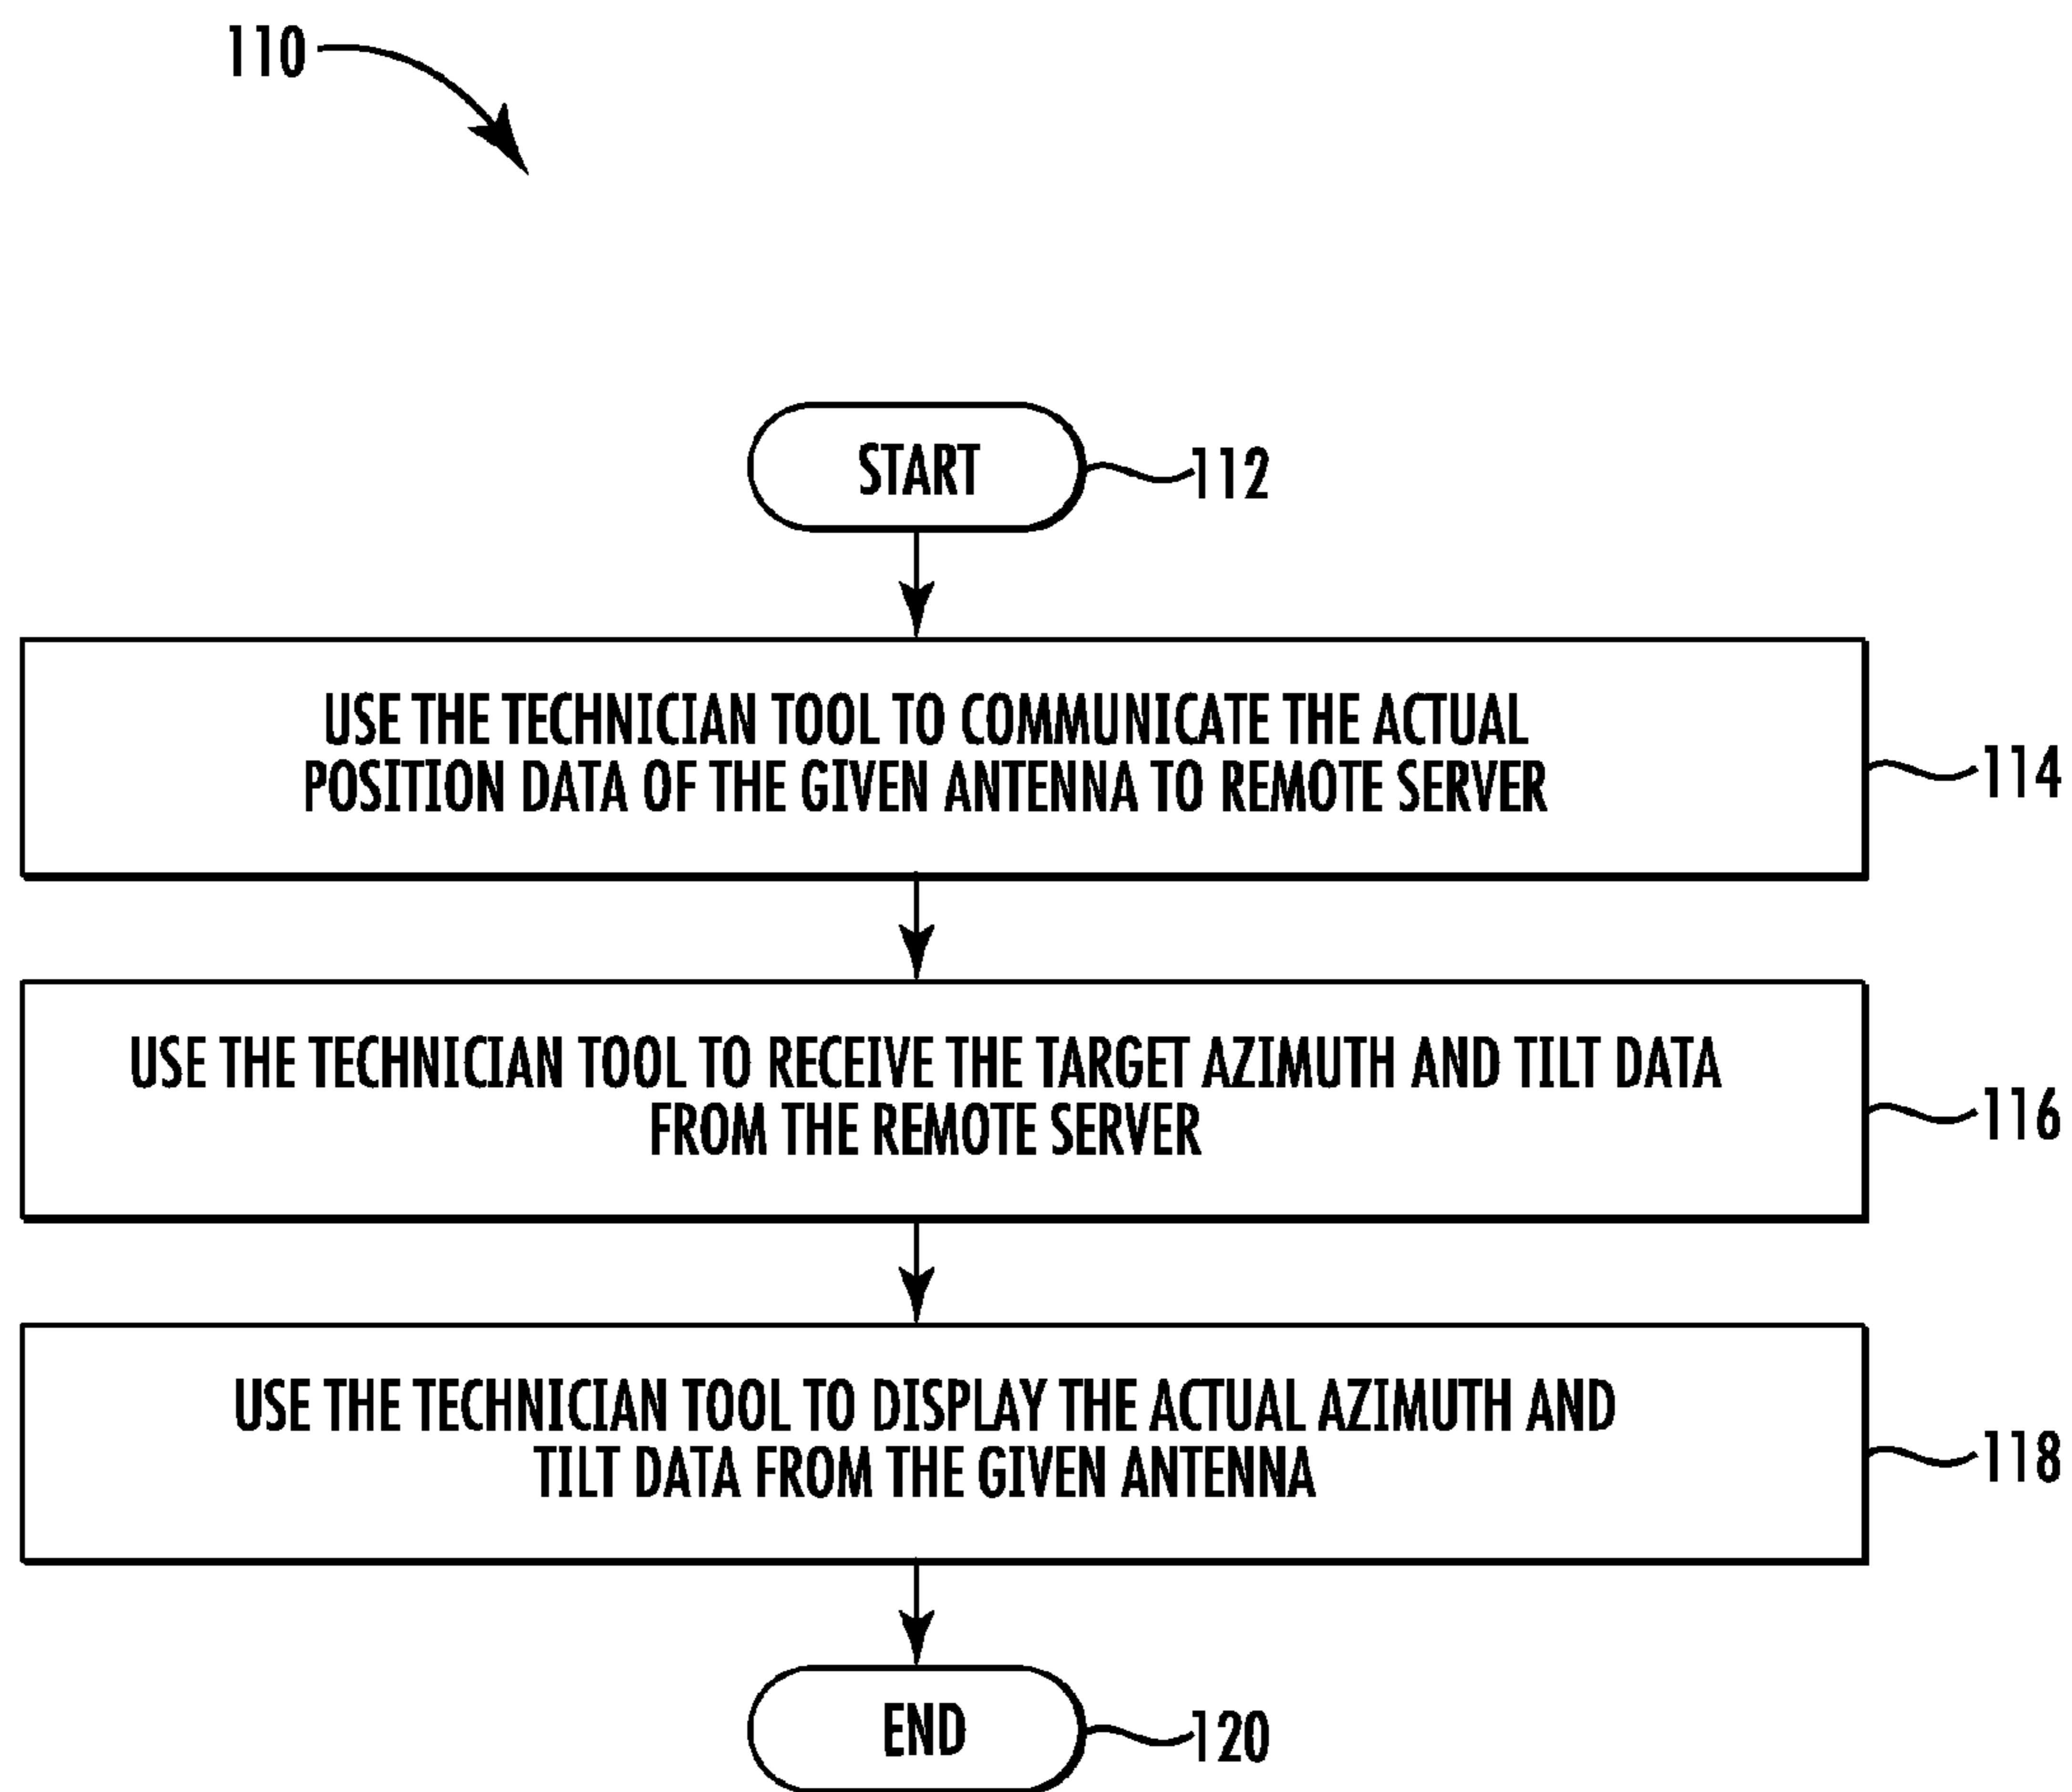 110
START
112
USE THE TECHNICIAN TOOL TO COMMUNICATE THE ACTUAL
POSITION DATA OF THE GIVEN ANTENNA TO REMOTE SERVER
114
USE THE TECHNICIAN TOOL TO RECEIVE THE TARGET AZIMUTH AND TILT DATA
FROM THE REMOTE SERVER
116
USE THE TECHNICIAN TOOL TO DISPLAY THE ACTUAL AZIMUTH AND
TILT DATA FROM THE GIVEN ANTENNA
118
END
120